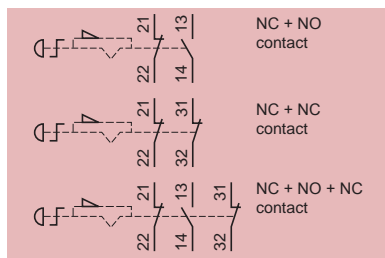 21 13 NC + NO
contact
22 14
21 31 NC + NC
contact
22 32
21 13 31 NC + NO + NC
contact
22 14 32